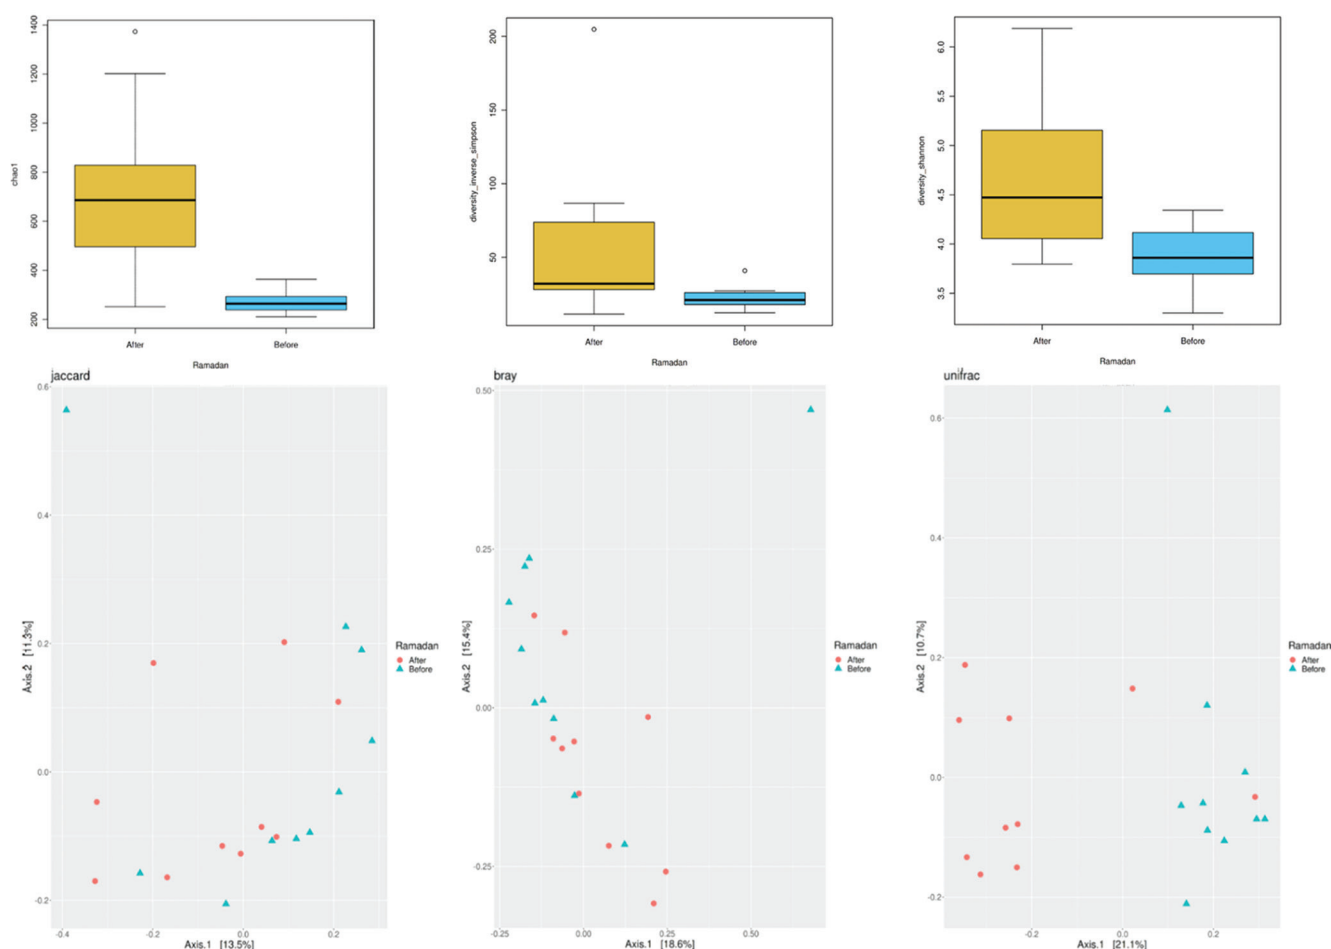 chao1
200
400
600
800
1000
1200
1400
After
Before
Ramadan
diversity_inverse_simpson
50
100
150
200
After
Before
Ramadan
diversity_shannon
3.5
4.0
4.5
5.0
5.5
6.0
After
Before
Ramadan
jaccard
Axis.2 [11.3%]
0.6
0.4
0.2
0.0
-0.2
-0.4
-0.2
0.0
0.2
Axis.1 [13.5%]
Ramadan
After
Before
bray
Axis.2 [15.4%]
0.50
0.25
0.00
-0.25
0.00
0.25
0.50
Axis.1 [18.6%]
Ramadan
After
Before
unifrac
Axis.2 [10.7%]
0.6
0.4
0.2
0.0
-0.2
-0.2
0.0
0.2
Axis.1 [21.1%]
Ramadan
After
Before